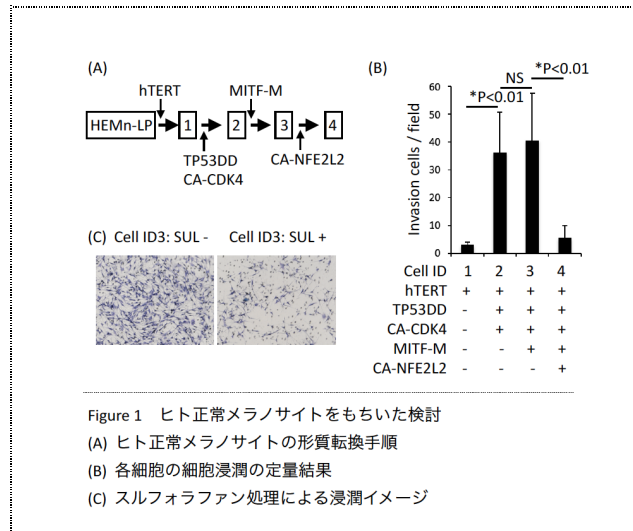 (A)
hTERT
MITF-M
HEMn-LP
1
2
3
4
TP53DD
CA-CDK4
CA-NFE2L2
(B)
NS
*P<0.01
*P<0.01
Invasion cells / field
60
50
40
30
20
10
0
Cell ID 1 2 3 4
hTERT + + + +
TP53DD - + + +
CA-CDK4 - + + +
MITF-M - - + +
CA-NFE2L2 - - - +
(C) Cell ID3: SUL - Cell ID3: SUL +
Figure 1 ヒト正常メラノサイトをもちいた検討
(A) ヒト正常メラノサイトの形質転換手順
(B) 各細胞の細胞浸潤の定量結果
(C) スルフォラファン処理による浸潤イメージ